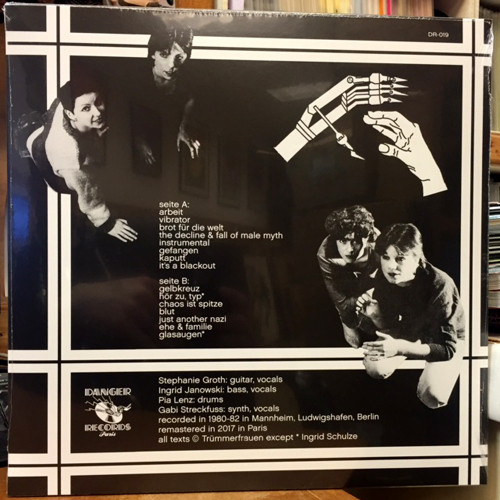 DR-019
seite A:
arbeit
vibrator
brot für die welt
the decline & fall of male myth
instrumental
gefangen
kaputt
it's a blackout
seite B:
gelbkreuz
hör zu, typ*
chaos ist spitze
blut
just another nazi
ehe & familie
glasaugen*
DANGER
RECORDS
Paris
Stephanie Groth: guitar, vocals
Ingrid Janowski: bass, vocals
Pia Lenz: drums
Gabi Streckfuss: synth, vocals
recorded in 1980-82 in Mannheim, Ludwigshafen, Berlin
remastered in 2017 in Paris
all texts © Trümmerfrauen except * Ingrid Schulze